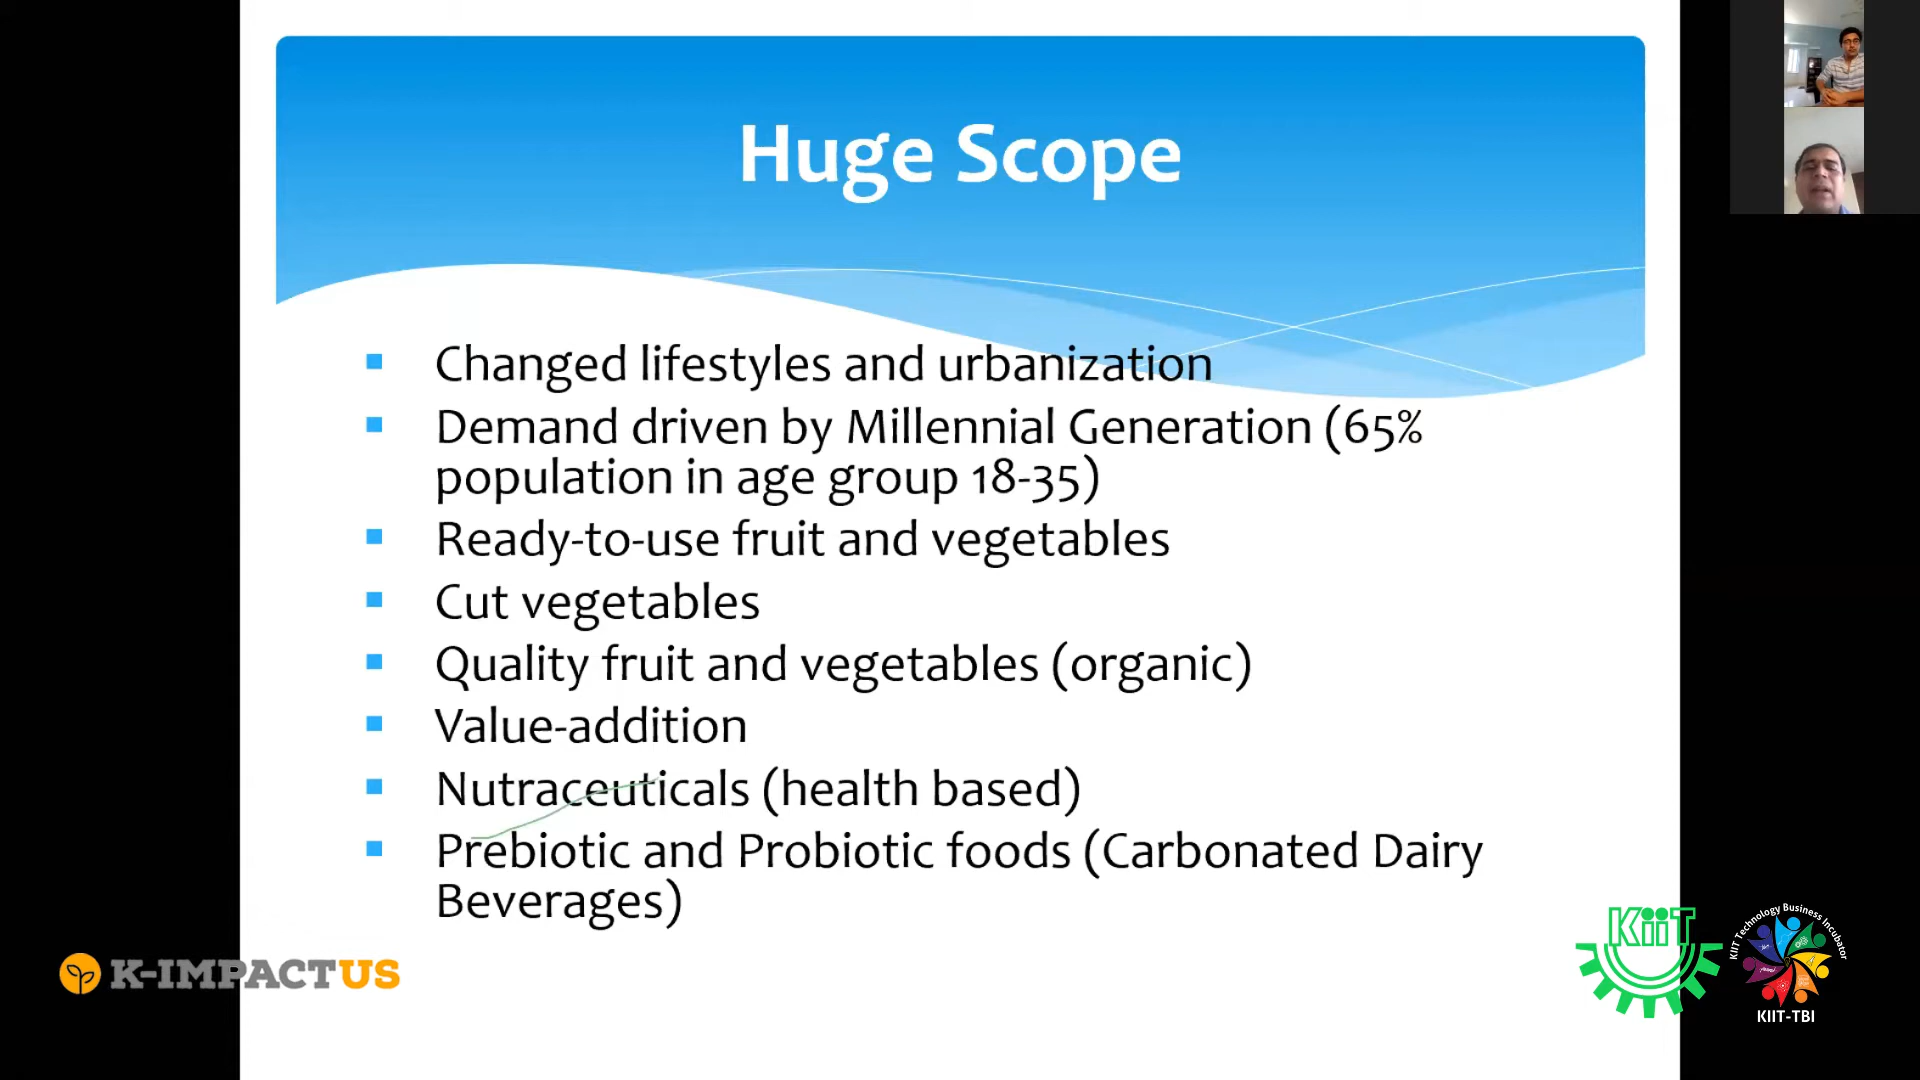 Huge Scope
Changed lifestyles and urbanization
Demand driven by Millennial Generation (65%
population in age group 18-35)
Ready-to-use fruit and vegetables
Cut vegetables
Quality fruit and vegetables (organic)
Value-addition
Nutraceuticals (health based)
Prebiotic and Probiotic foods (Carbonated Dairy
Beverages)
K-IMPACTUS
KiiT
KIIT Technology Business Incubator
KIIT-TBI